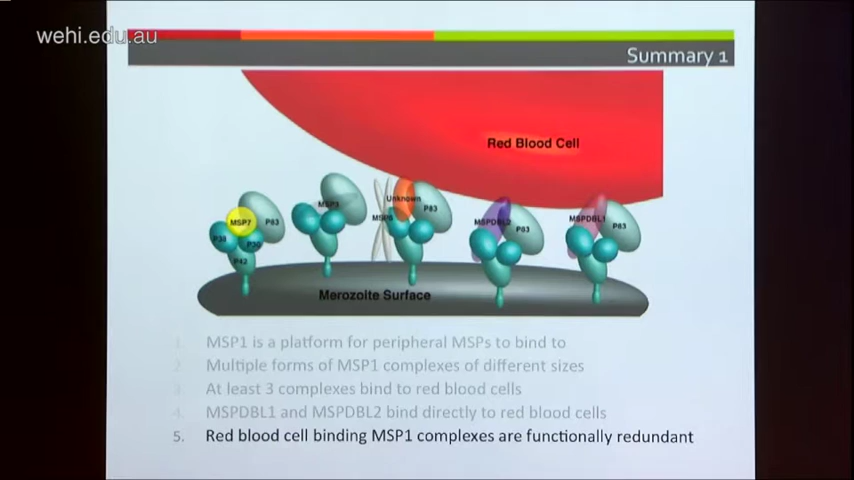 wehi.edu.au
Summary 1
Red Blood Cell
Unknown
MSP7
P83
P83
MSPDBL2
P83
MSPDBL1
P83
P38
P42
Merozoite Surface
1. MSP1 is a platform for peripheral MSPs to bind to
2. Multiple forms of MSP1 complexes of different sizes
3. At least 3 complexes bind to red blood cells
4. MSPDBL1 and MSPDBL2 bind directly to red blood cells
5. Red blood cell binding MSP1 complexes are functionally redundant